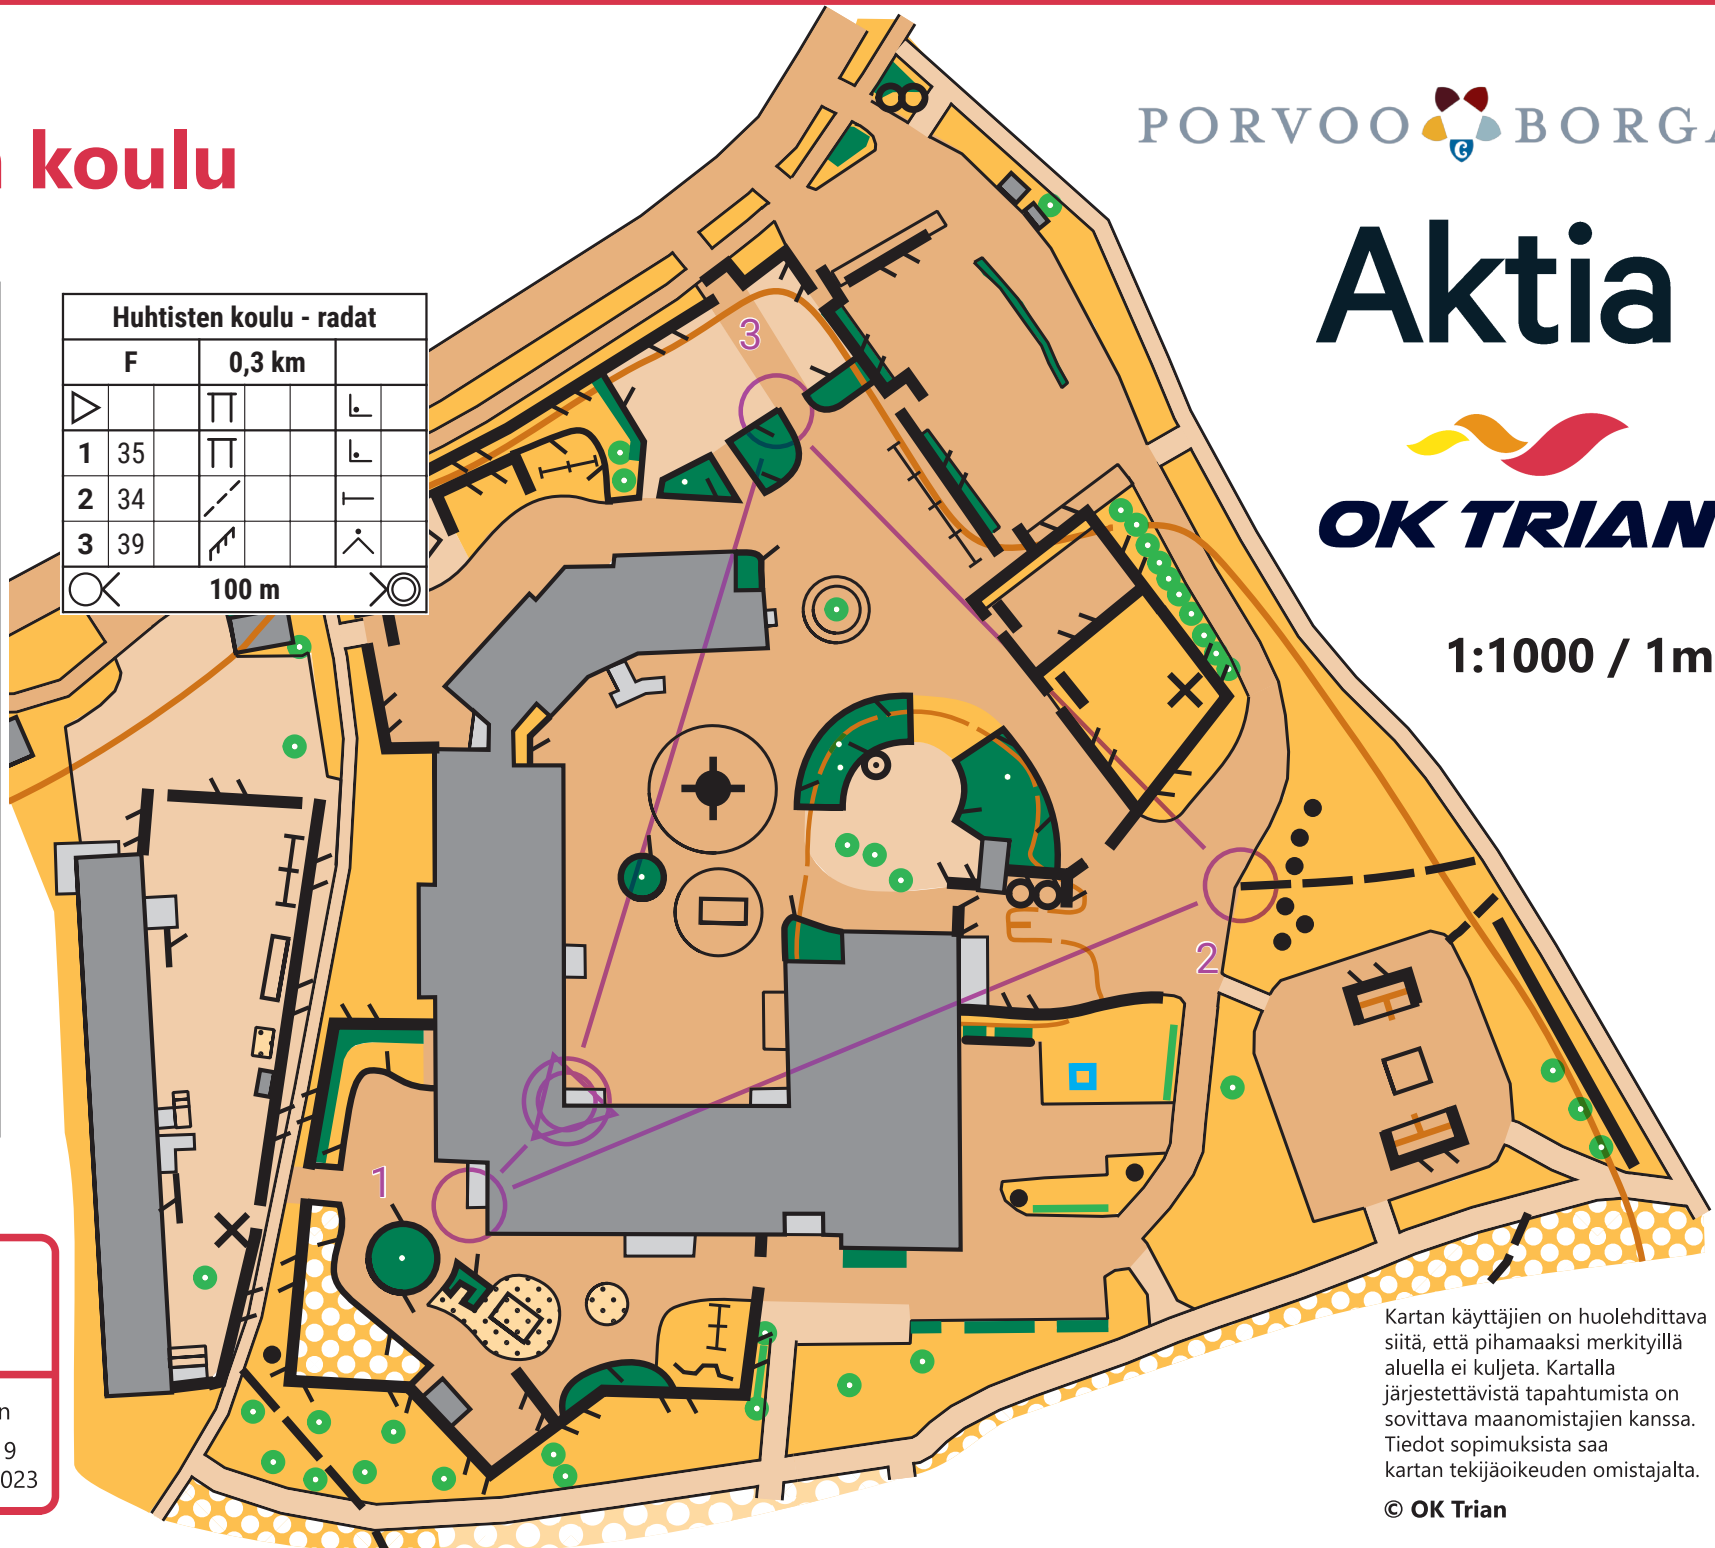 koulu
PORVOO BORGÅ
Aktia
OK TRIAN
1:1000 / 1m
Huhtisten koulu - radat
F 0,3 km
1 35
2 34
3 39
100 m
3
2
1
n
9
023
Kartan käyttäjien on huolehdittava
siitä, että pihamaaksi merkityillä
aluella ei kuljeta. Kartalla
järjestettävistä tapahtumista on
sovittava maanomistajien kanssa.
Tiedot sopimuksista saa
kartan tekijäoikeuden omistajalta.
© OK Trian